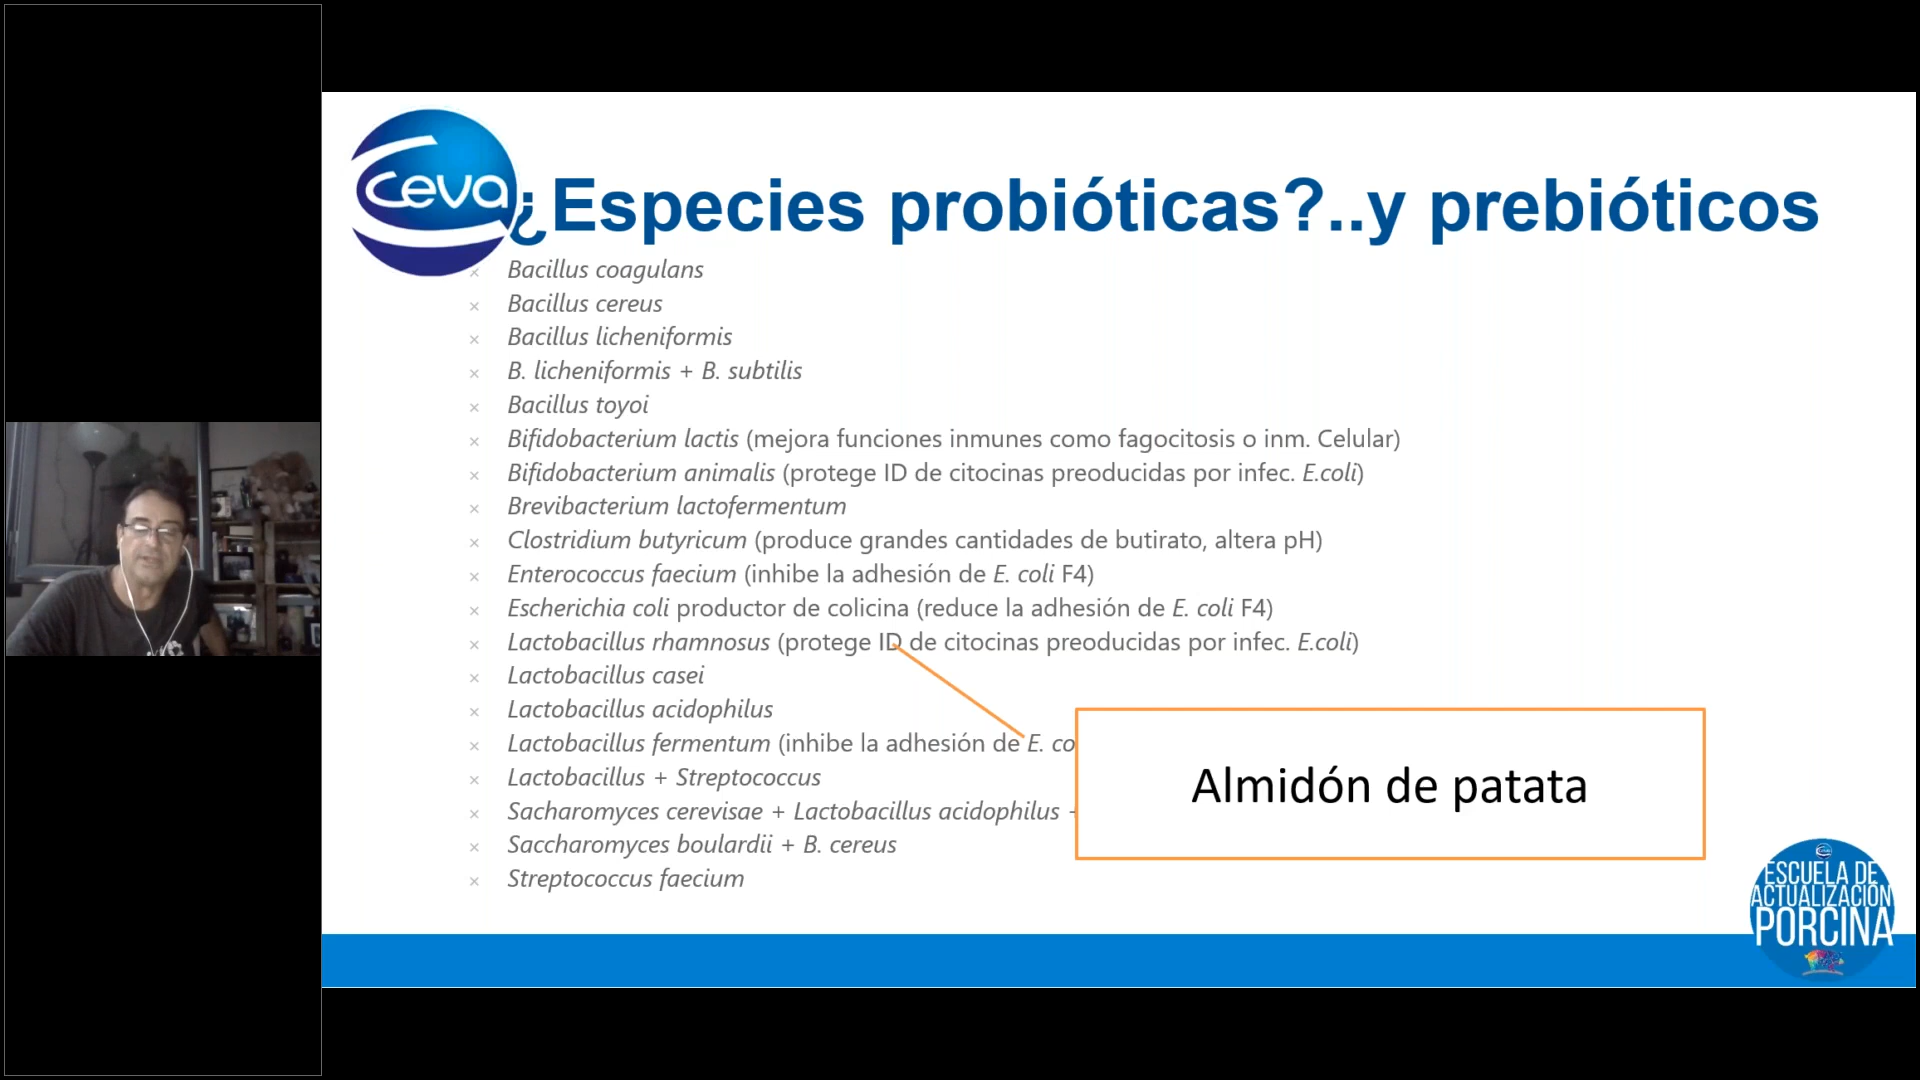 ceva
¿Especies probióticas?..y prebióticos
× Bacillus coagulans
× Bacillus cereus
× Bacillus licheniformis
× B. licheniformis + B. subtilis
× Bacillus toyoi
× Bifidobacterium lactis (mejora funciones inmunes como fagocitosis o inm. Celular)
× Bifidobacterium animalis (protege ID de citocinas preoducidas por infec. E.coli)
× Brevibacterium lactofermentum
× Clostridium butyricum (produce grandes cantidades de butirato, altera pH)
× Enterococcus faecium (inhibe la adhesión de E. coli F4)
× Escherichia coli productor de colicina (reduce la adhesión de E. coli F4)
× Lactobacillus rhamnosus (protege ID de citocinas preoducidas por infec. E.coli)
× Lactobacillus casei
× Lactobacillus acidophilus
× Lactobacillus fermentum (inhibe la adhesión de E. co
× Lactobacillus + Streptococcus
× Sacharomyces cerevisae + Lactobacillus acidophilus
× Saccharomyces boulardii + B. cereus
× Streptococcus faecium
Almidón de patata
ESCUELA DE
ACTUALIZACIÓN
PORCINA